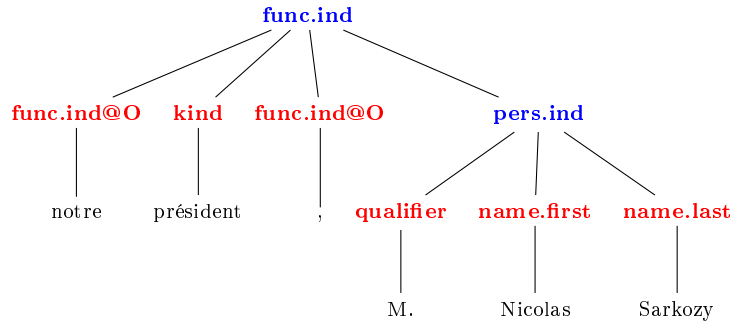 func.ind
func.ind@O kind func.ind@O pers.ind
notre président , qualifier name.first name.last
M. Nicolas Sarkozy